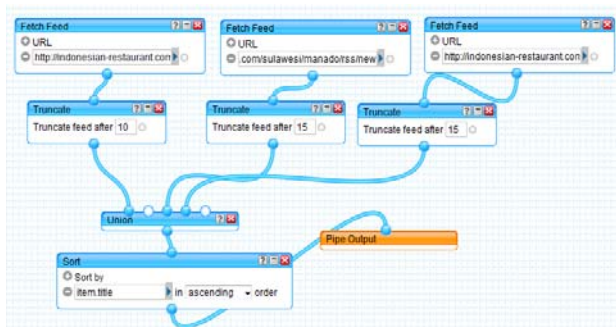 Fetch Feed
URL
http://indonesian-restaurant.con
Fetch Feed
URL
.com/sulawesi/manado/rss/new
Fetch Feed
URL
http://indonesian-restaurant.con
Truncate
Truncate feed after 10
Truncate
Truncate feed after 15
Truncate
Truncate feed after 15
Union
Pipe Output
Sort
Sort by
item.title in ascending order